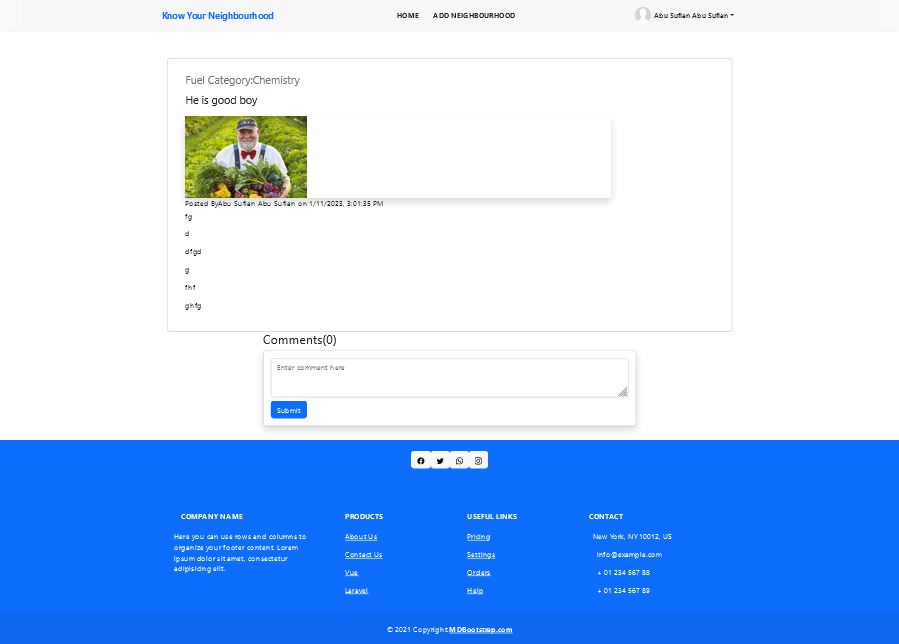 Know Your Neighbourhood
HOME
ADD NEIGHBOURHOOD
Abu Sufian Abu Sufian
Fuel Category:Chemistry
He is good boy
Posted ByAbu Sufian Abu Sufian on 1/11/2023, 3:01:35 PM
fg
d
dfgd
g
fhf
ghfg
Comments(0)
Enter comment here
Submit
COMPANY NAME
Here you can use rows and columns to
organize your footer content. Lorem
ipsum dolor sit amet, consectetur
adipisicing elit.
PRODUCTS
About Us
Contact Us
Vue
Laravel
USEFUL LINKS
Pricing
Settings
Orders
Help
CONTACT
New York, NY 10012, US
info@example.com
+ 01 234 567 88
+ 01 234 567 89
© 2021 Copyright:MDBootstrap.com